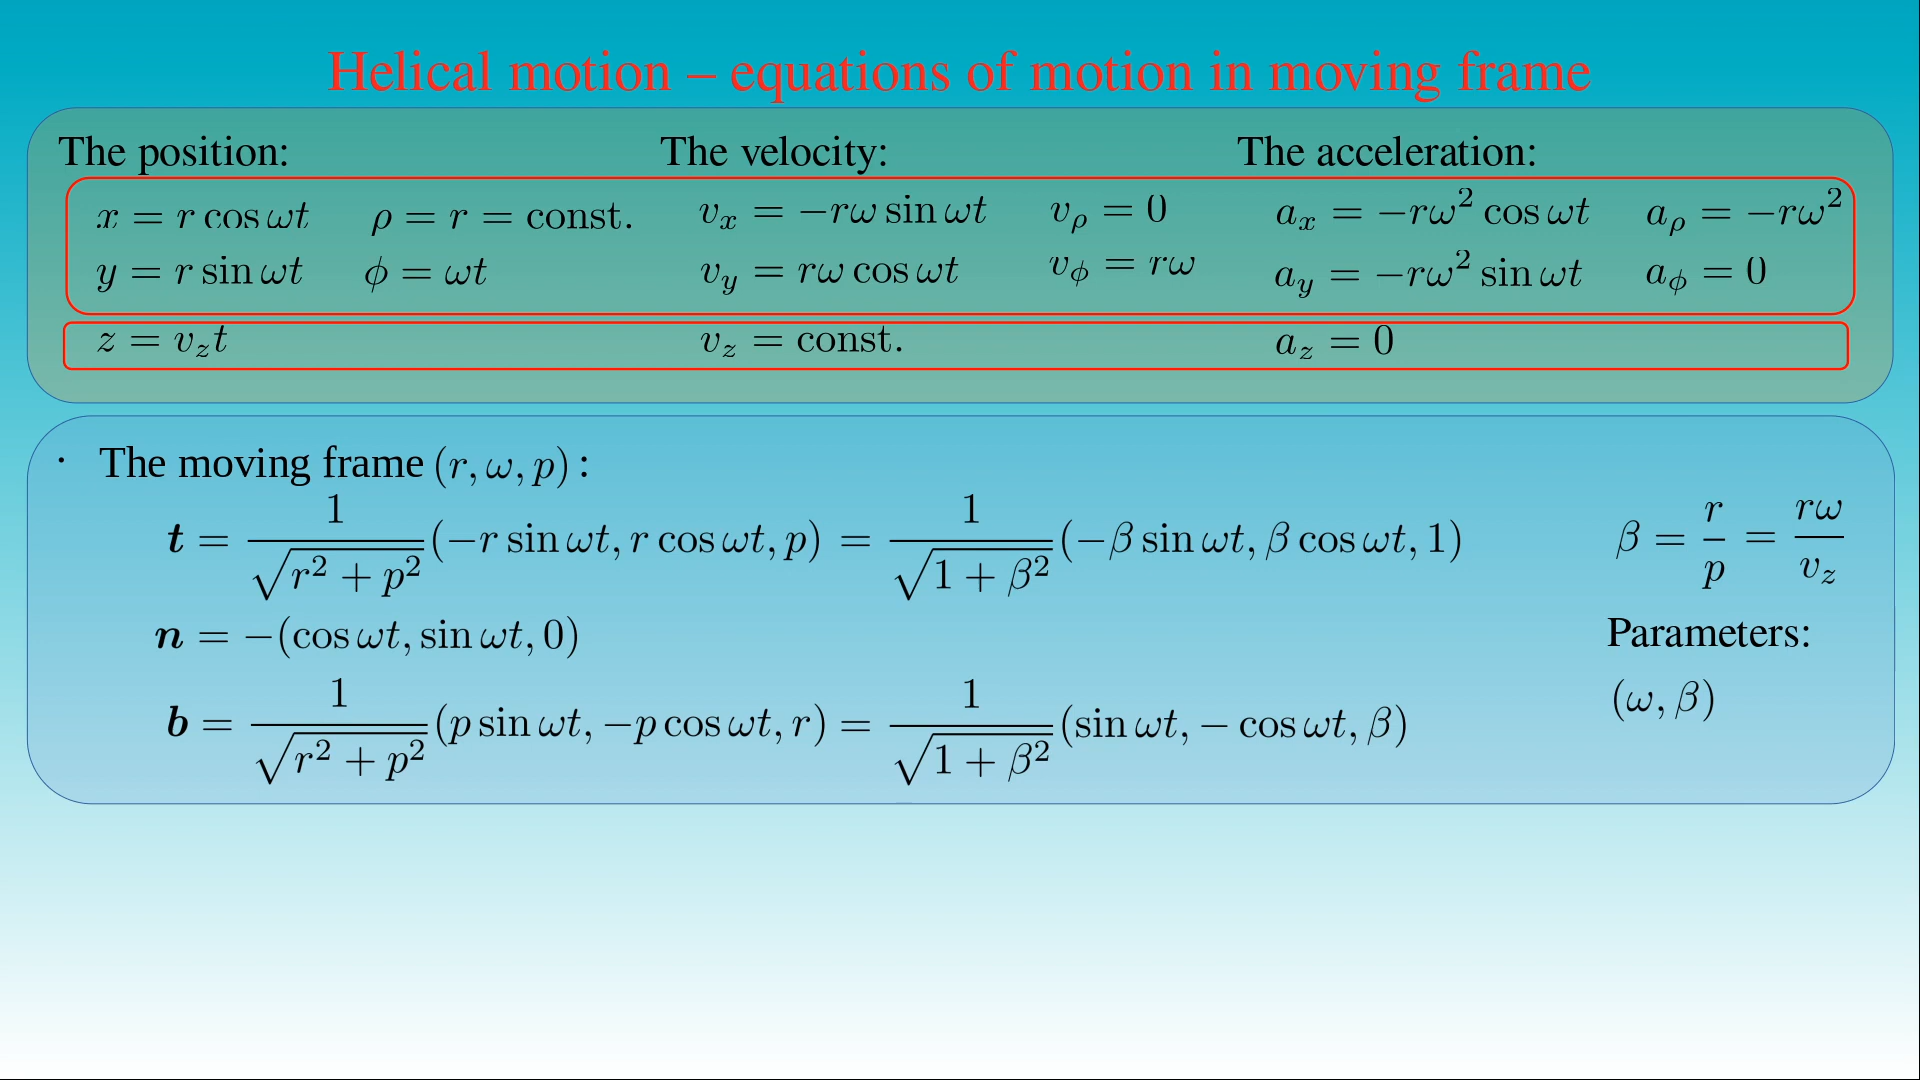 Helical motion – equations of motion in moving frame
The position: The velocity: The acceleration:
x = r cos ωt ρ = r = const. v_x = −rω sin ωt v_ρ = 0 a_x = −rω² cos ωt a_ρ = −rω²
y = r sin ωt ϕ = ωt v_y = rω cos ωt v_ϕ = rω a_y = −rω² sin ωt a_ϕ = 0
z = v_z t v_z = const. a_z = 0
· The moving frame (r, ω, p) :
t = 1/√(r² + p²) (−r sin ωt, r cos ωt, p) = 1/√(1 + β²) (−β sin ωt, β cos ωt, 1) β = r/p = rω/v_z
n = −(cos ωt, sin ωt, 0) Parameters:
(ω, β)
b = 1/√(r² + p²) (p sin ωt, −p cos ωt, r) = 1/√(1 + β²) (sin ωt, − cos ωt, β)